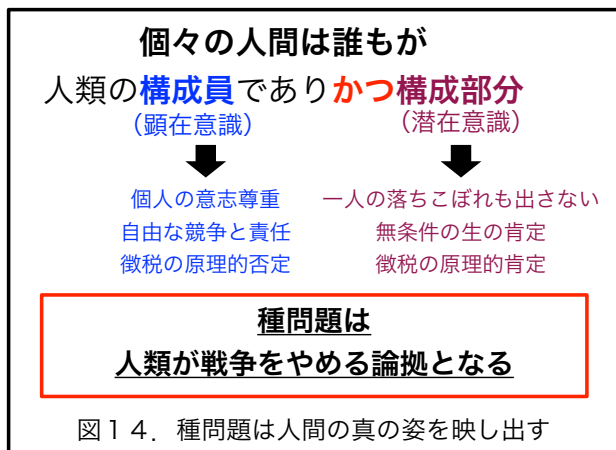 個々の人間は誰もが
人類の構成員でありかつ構成部分
（顕在意識） （潜在意識）
個人の意志尊重 一人の落ちこぼれも出さない
自由な競争と責任 無条件の生の肯定
徴税の原理的否定 徴税の原理的肯定
種問題は
人類が戦争をやめる論拠となる
図１４．種問題は人間の真の姿を映し出す